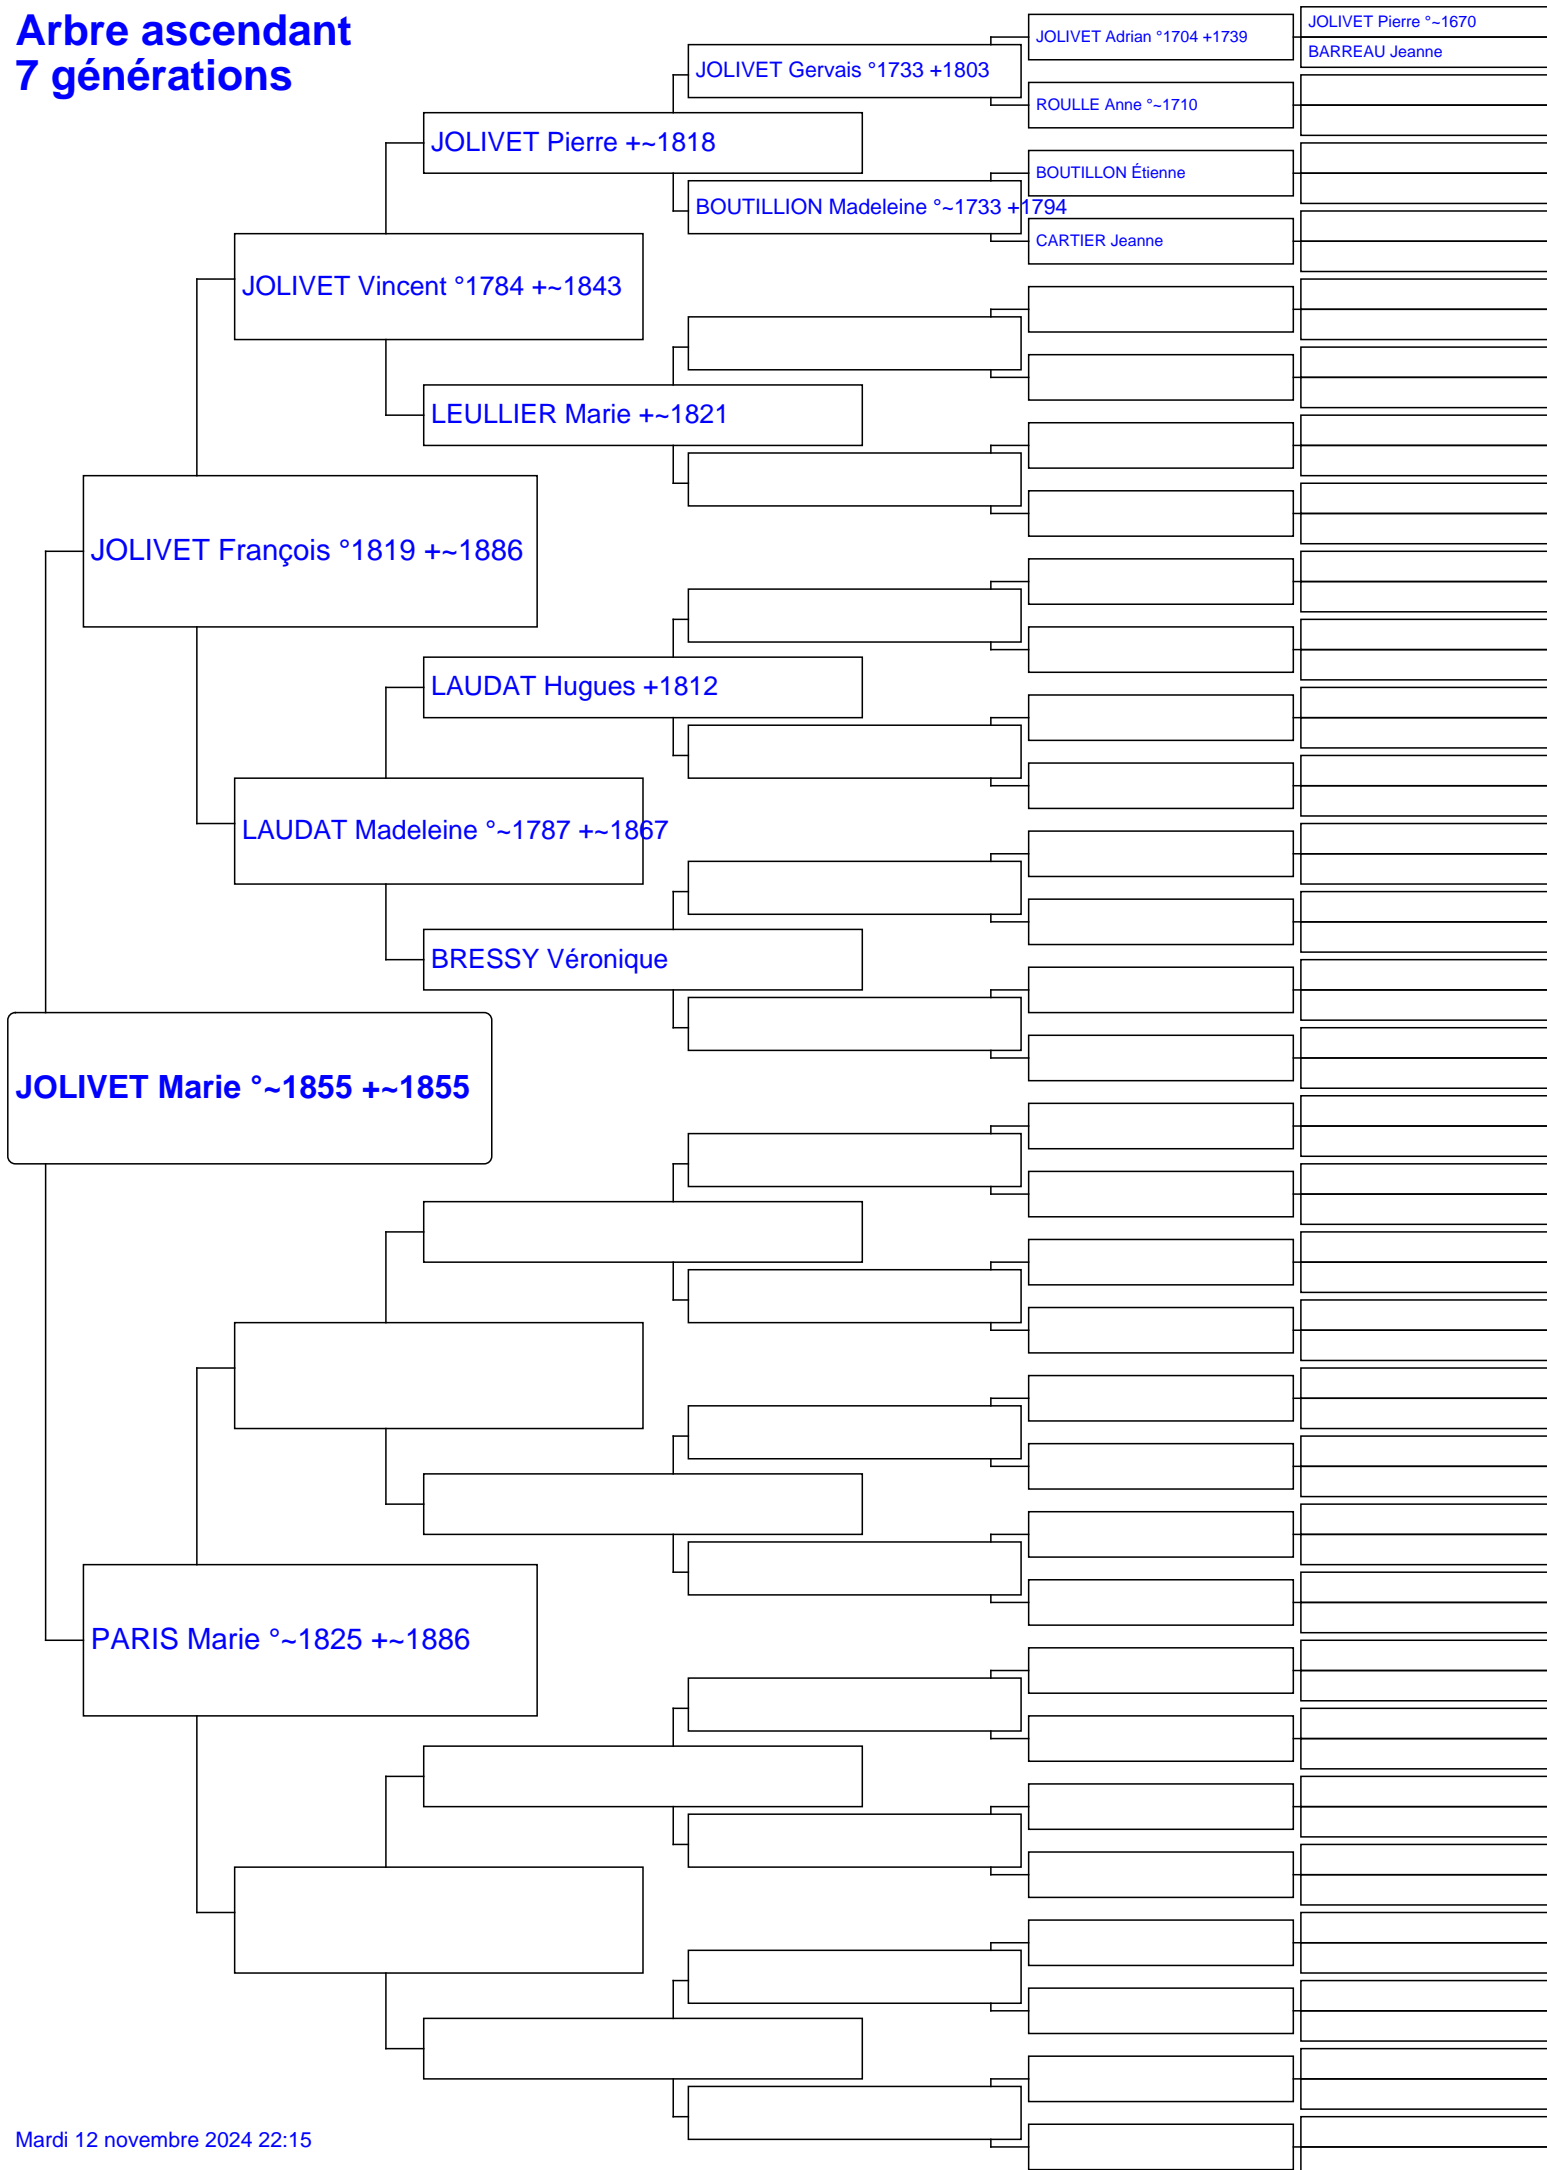 Arbre ascendant
7 générations
JOLIVET Pierre °~1670
BARREAU Jeanne
JOLIVET Adrian °1704 +1739
JOLIVET Gervais °1733 +1803
ROULLE Anne °~1710
JOLIVET Pierre +~1818
BOUTILLON Étienne
BOUTILLION Madeleine °~1733 +1794
CARTIER Jeanne
JOLIVET Vincent °1784 +~1843
LEULLIER Marie +~1821
JOLIVET François °1819 +~1886
LAUDAT Hugues +1812
LAUDAT Madeleine °~1787 +~1867
BRESSY Véronique
JOLIVET Marie °~1855 +~1855
PARIS Marie °~1825 +~1886
Mardi 12 novembre 2024 22:15